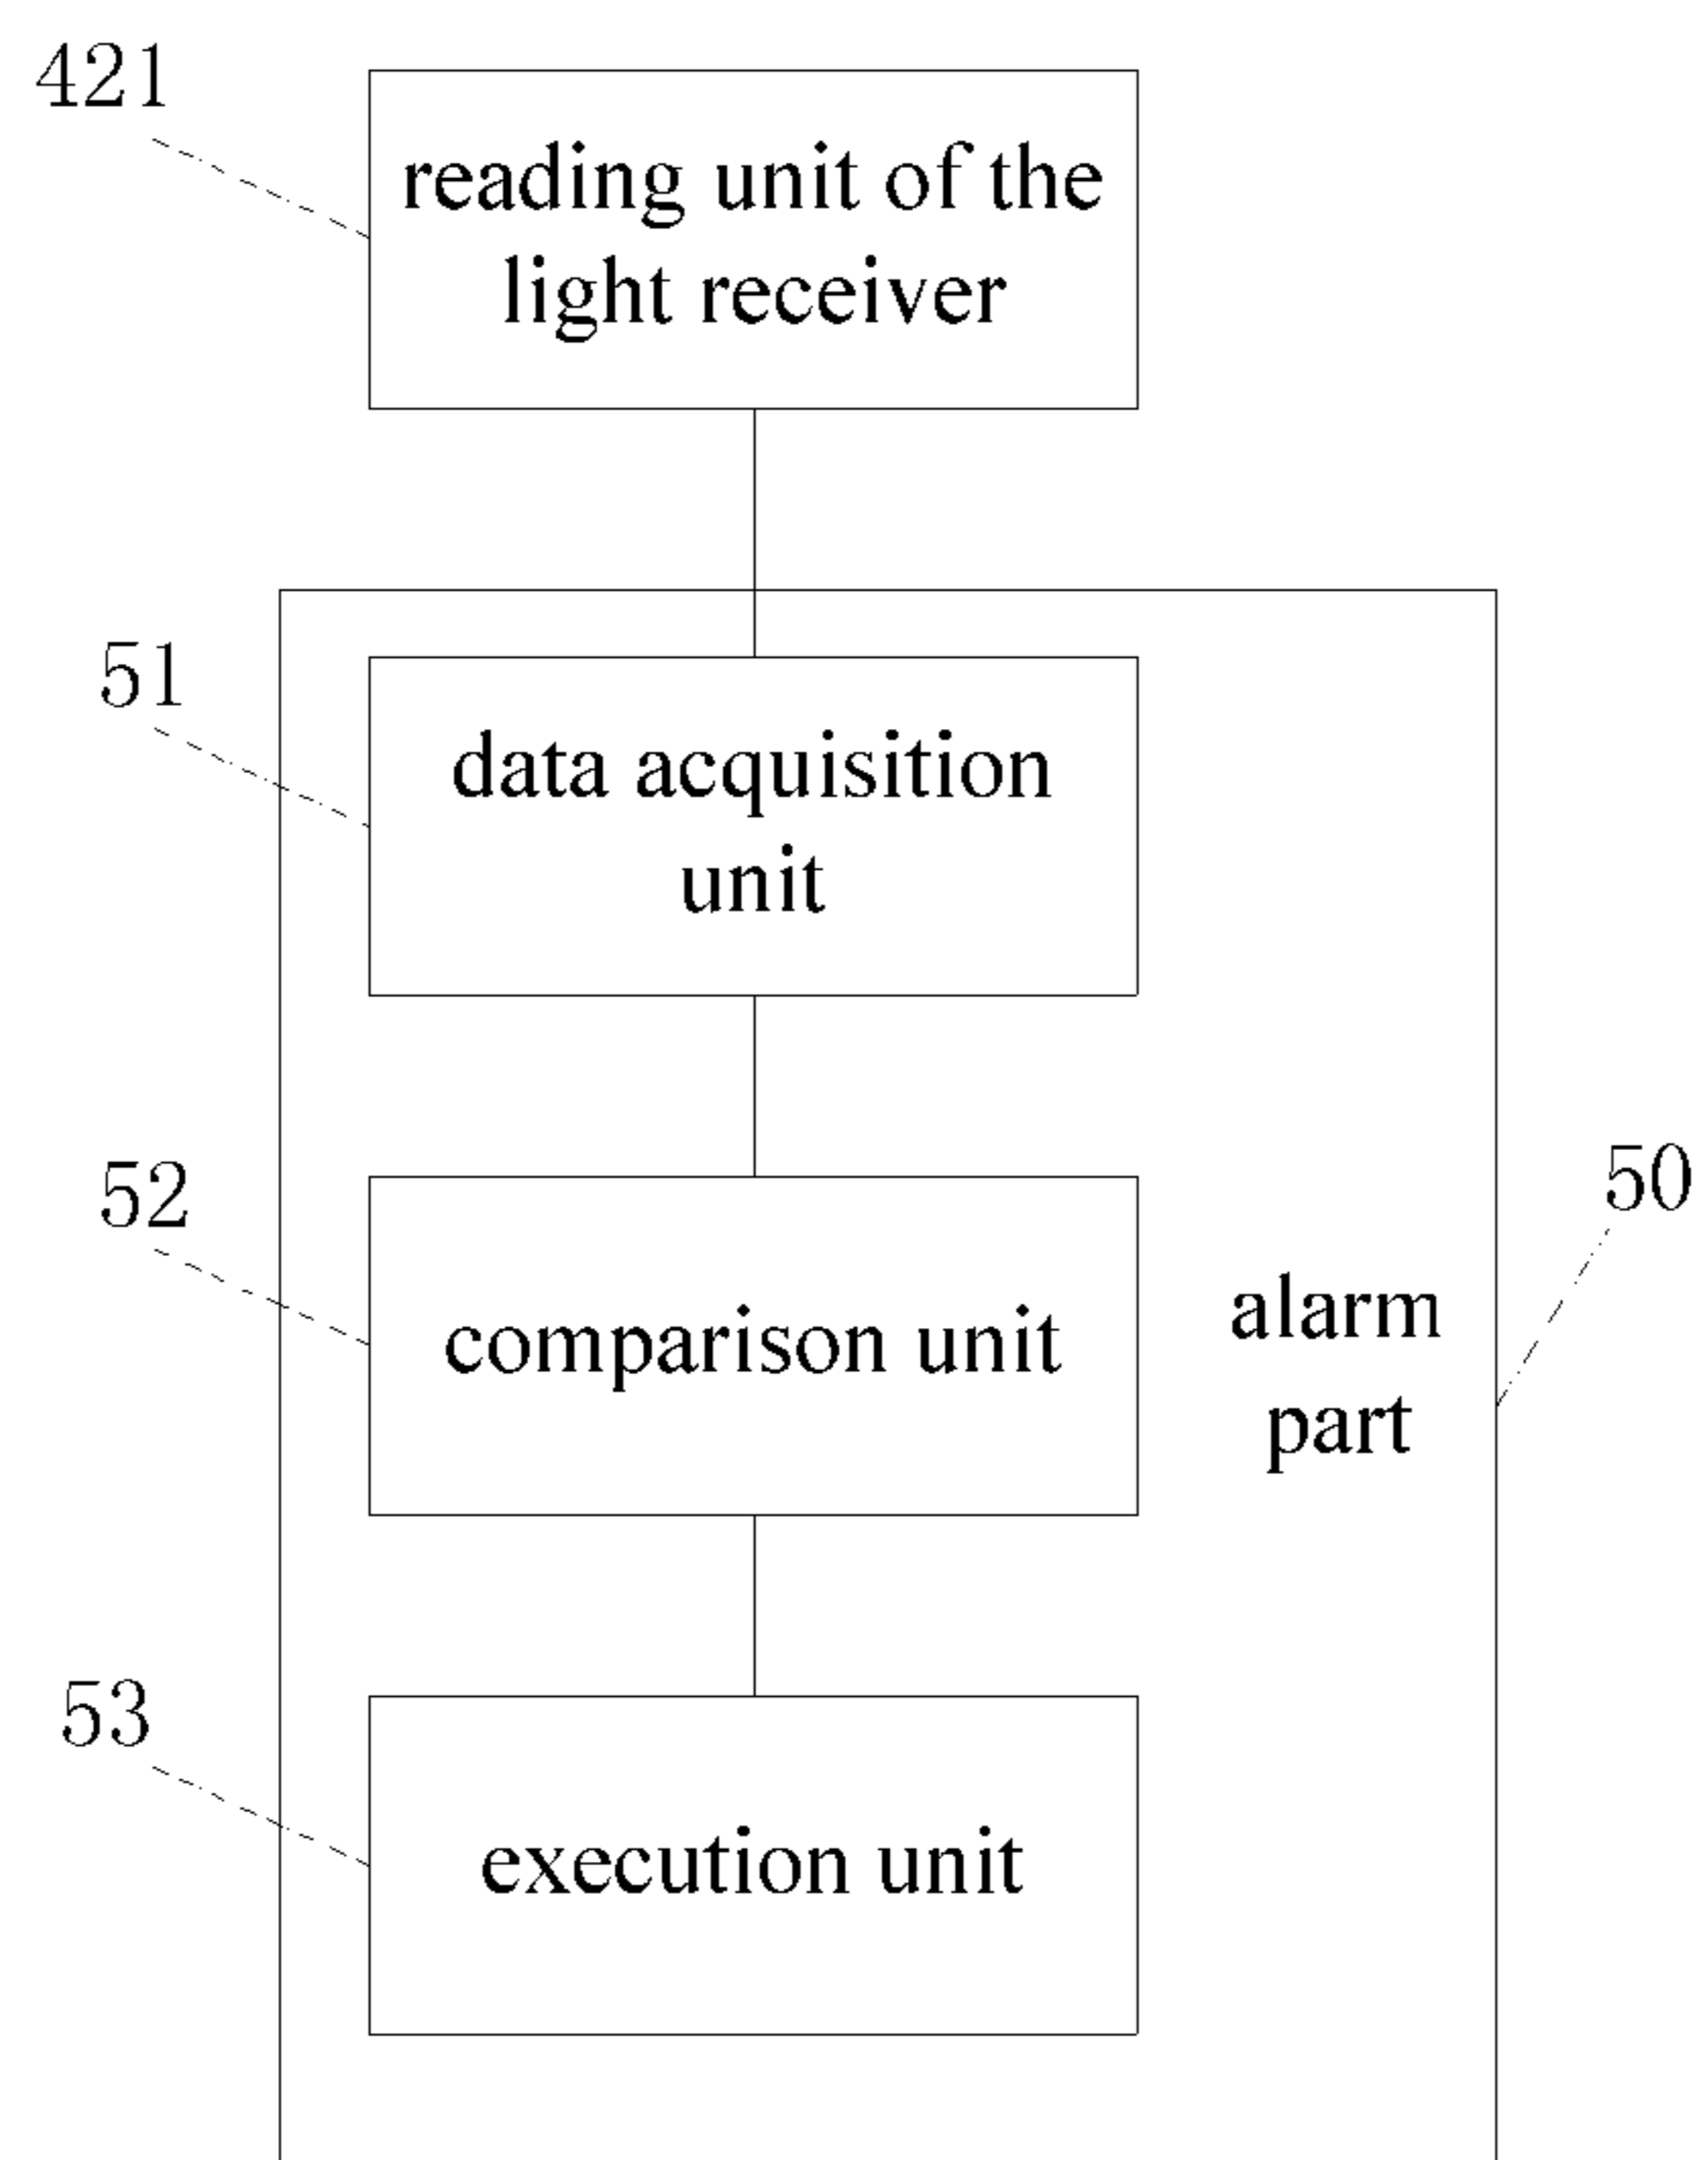 421
reading unit of the
light receiver
51
data acquisition
unit
52
comparison unit
50
alarm
part
53
execution unit